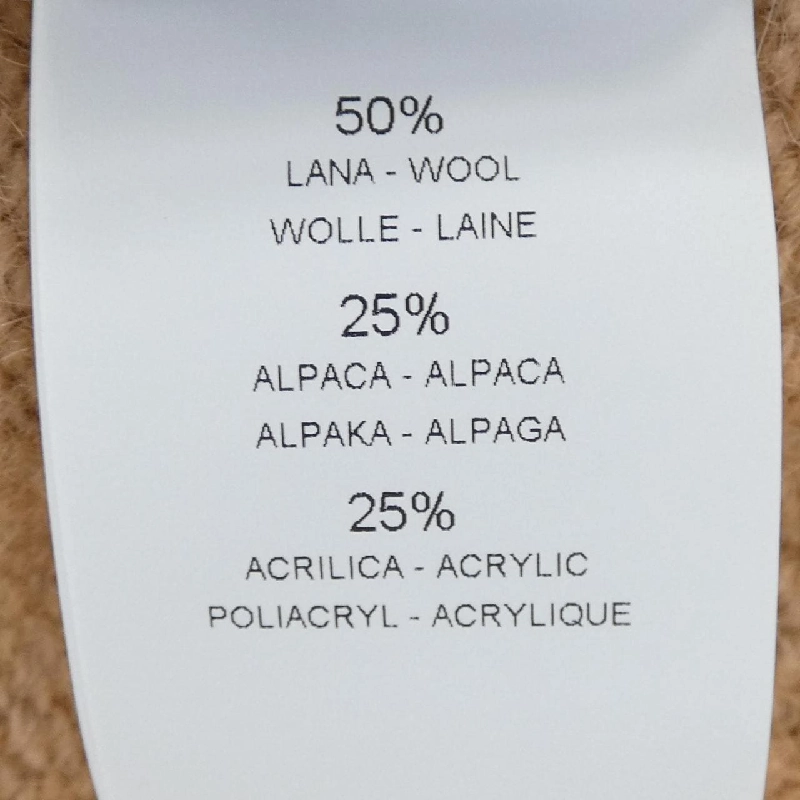 50%
LANA - WOOL
WOLLE - LAINE
25%
ALPACA - ALPACA
ALPAKA - ALPAGA
25%
ACRILICA - ACRYLIC
POLIACRYL - ACRYLIQUE